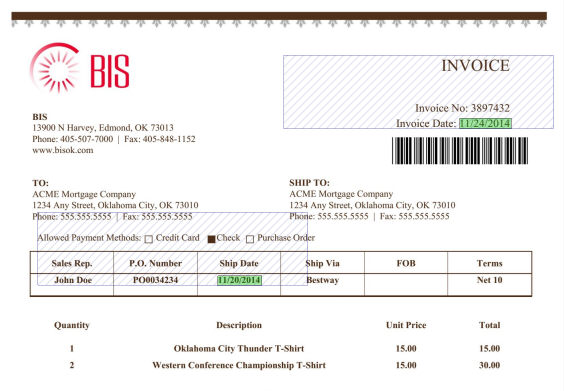 BIS
INVOICE
Invoice No: 3897432
Invoice Date: 11/24/2014
BIS
13900 N Harvey, Edmond, OK 73013
Phone: 405-507-7000 | Fax: 405-848-1152
www.bisok.com
TO:
ACME Mortgage Company
1234 Any Street, Oklahoma City, OK 73010
Phone: 555.555.5555 | Fax: 555.555.5555
SHIP TO:
ACME Mortgage Company
1234 Any Street, Oklahoma City, OK 73010
Phone: 555.555.5555 | Fax: 555.555.5555
Allowed Payment Methods: Credit Card Check Purchase Order
Sales Rep. P.O. Number Ship Date Ship Via FOB Terms
John Doe PO0034234 11/20/2014 Bestway Net 10
Quantity Description Unit Price Total
1 Oklahoma City Thunder T-Shirt 15.00 15.00
2 Western Conference Championship T-Shirt 15.00 30.00